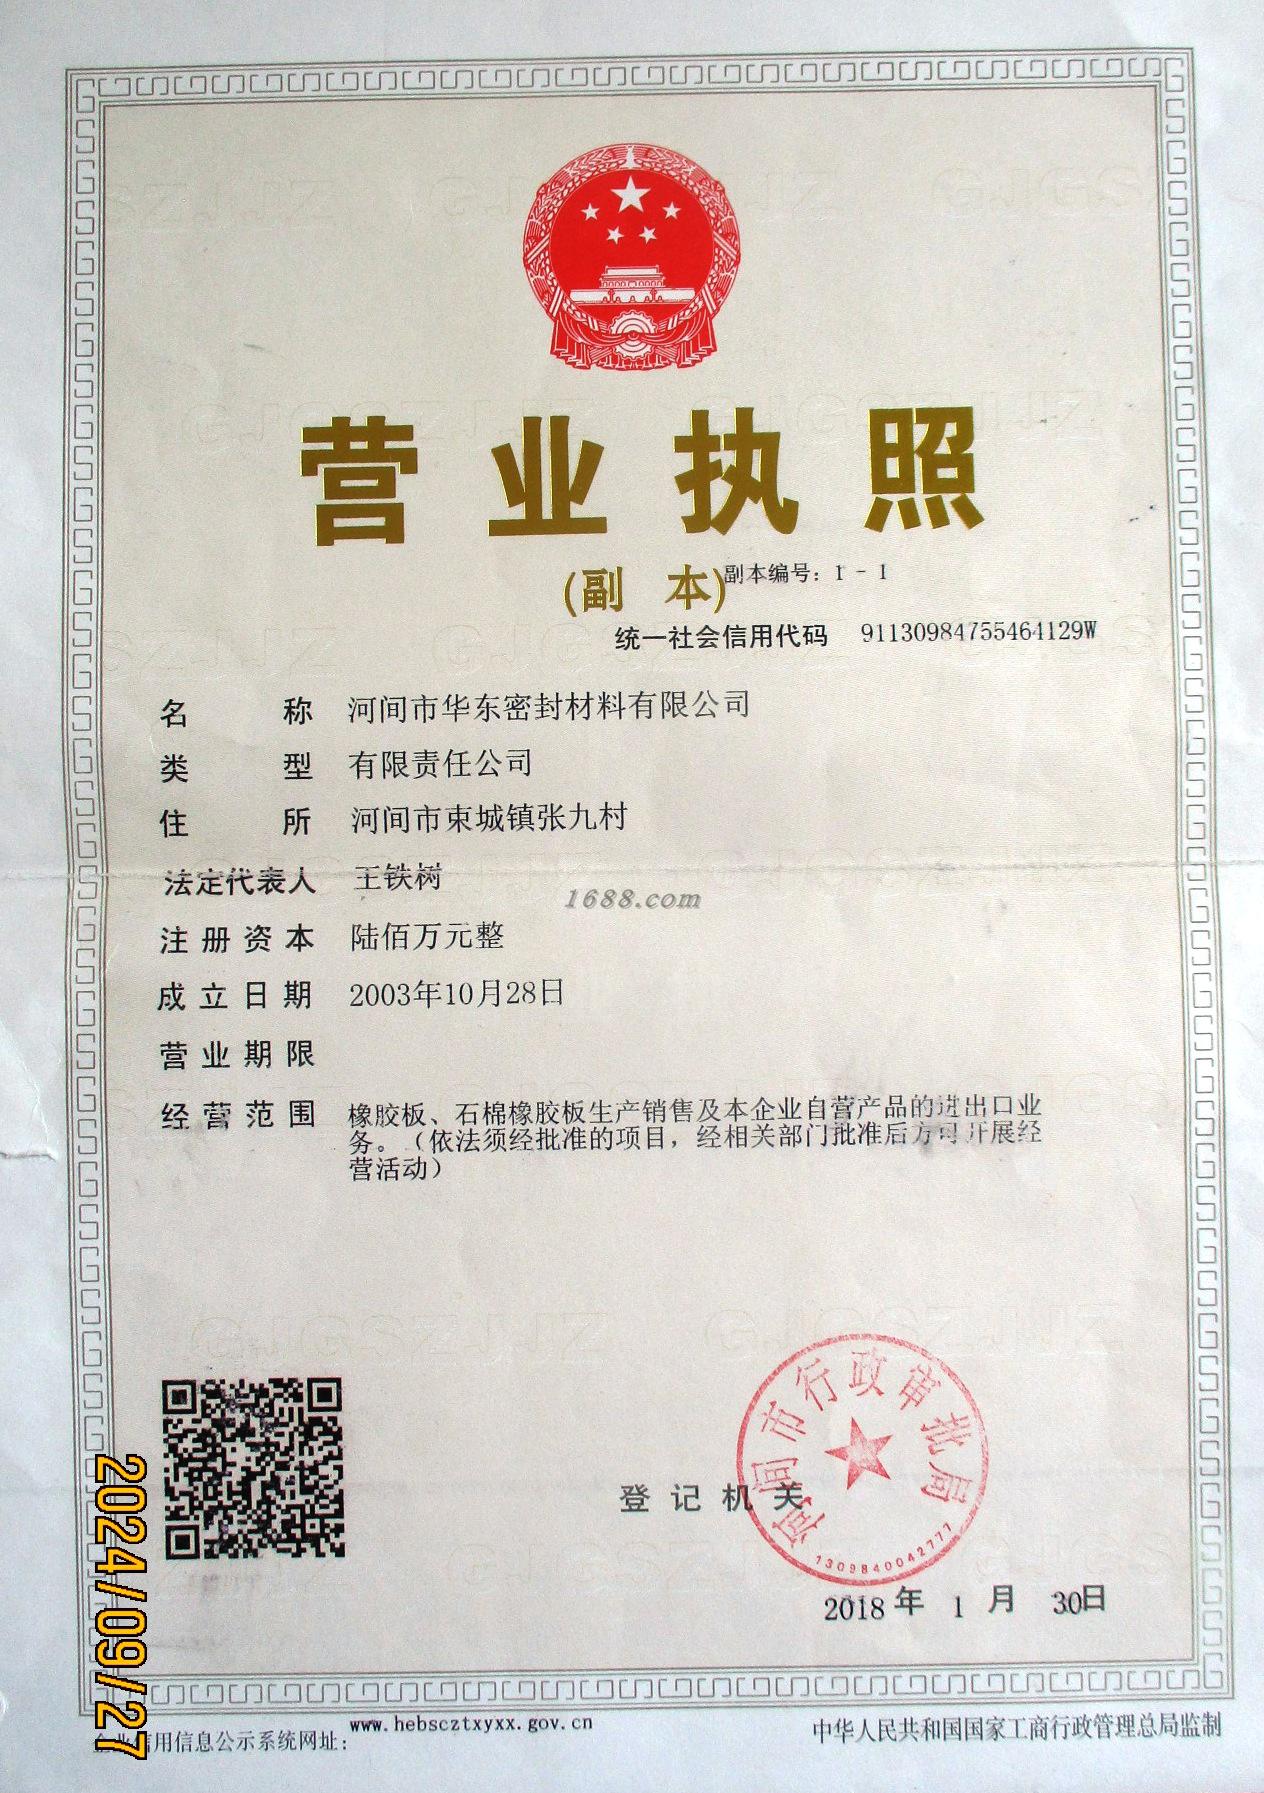 营业执照
(副 本)
副本编号：1-1
统一社会信用代码 91130984755464129W
名 称 河间市华东密封材料有限公司
类 型 有限责任公司
住 所 河间市束城镇张九村
法定代表人 王铁树
1688.com
注册资本 陆佰万元整
成立日期 2003年10月28日
营业期限
经营范围 橡胶板、石棉橡胶板生产销售及本企业自营产品的进出口业
务。（依法须经批准的项目，经相关部门批准后方可开展经
营活动）
河间市行政审批局
登记机关
1309840042777
2018 年 1 月 30日
2024/09/27
企业信用信息公示系统网址：
www.hebscztxyxx.gov.cn
中华人民共和国国家工商行政管理总局监制